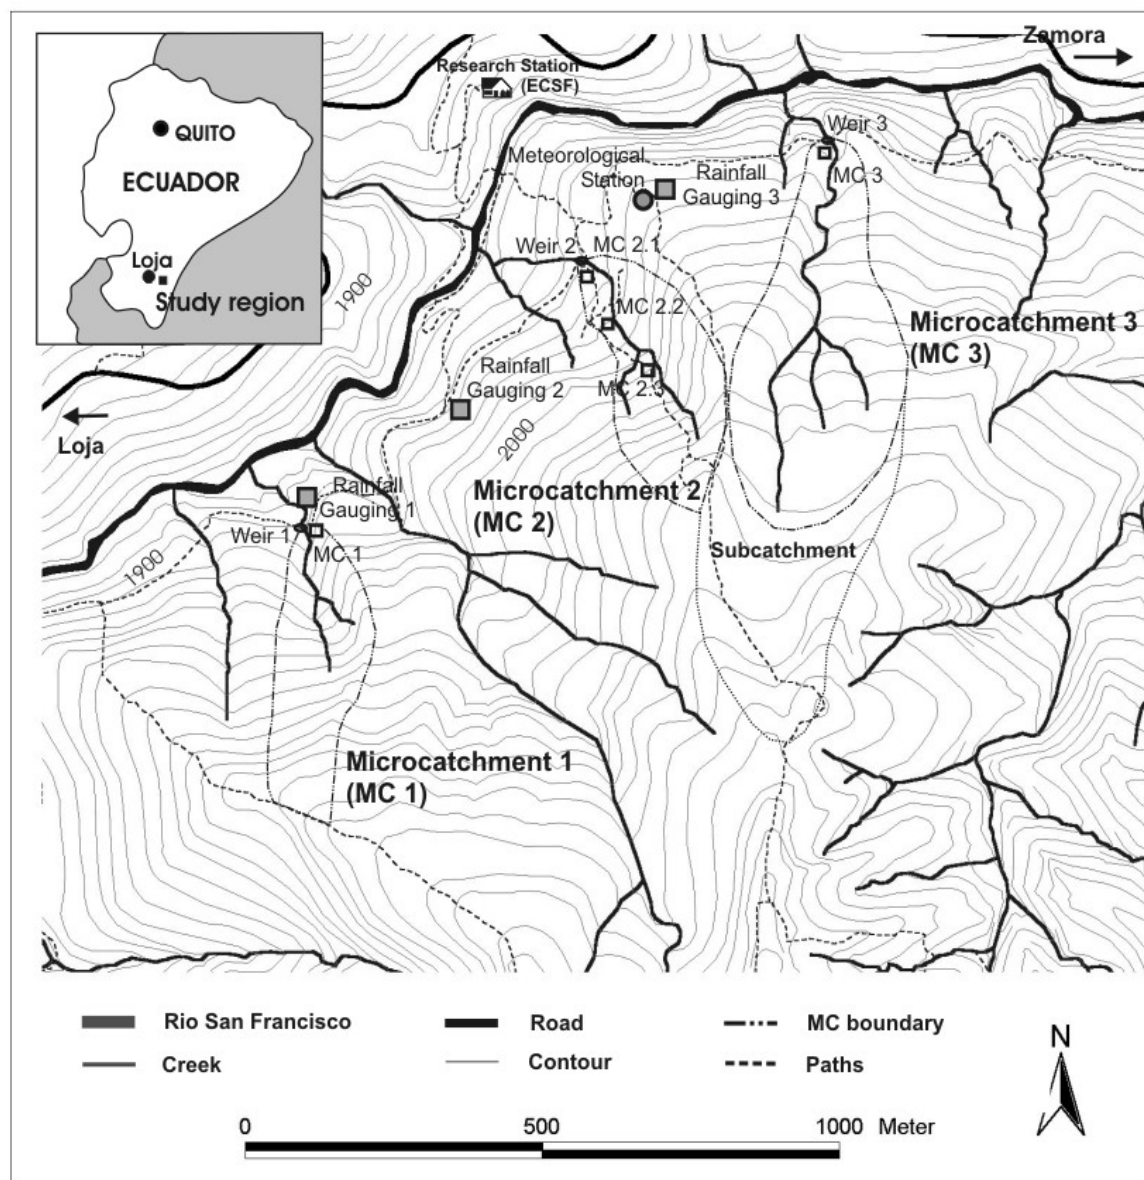 Zamora
Research Station
(ECSF)
QUITO
ECUADOR
Loja
Study region
Weir 3
MC 3
Meteorological
Station
Rainfall
Gauging 3
Weir 2
MC 2.1
MC 2.2
MC 2.3
1900
Microcatchment 3
(MC 3)
Rainfall
Gauging 2
2000
Loja
Microcatchment 2
(MC 2)
Rainfall
Gauging 1
Weir 1
MC 1
1900
Subcatchment
Microcatchment 1
(MC 1)
Rio San Francisco
Road
MC boundary
Creek
Contour
Paths
N
0 500 1000 Meter